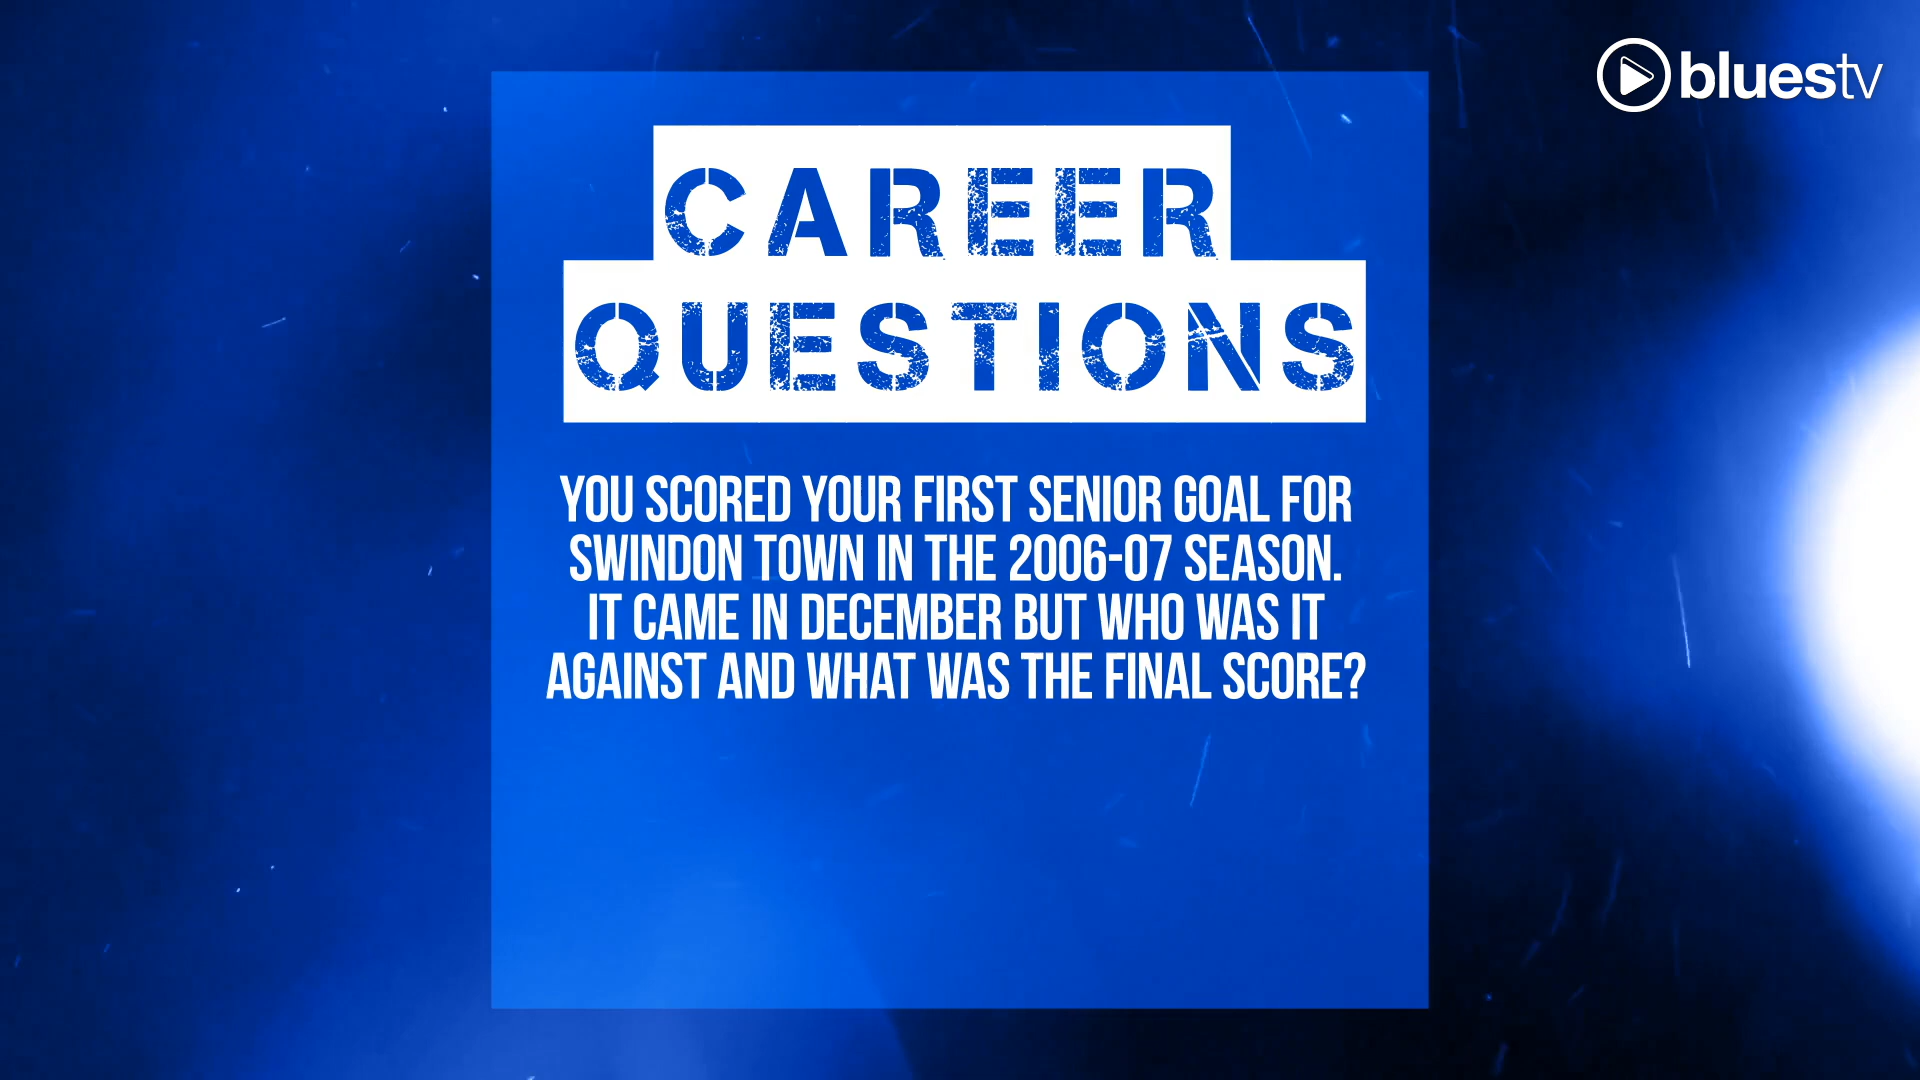 bluestv
CAREER
QUESTIONS
YOU SCORED YOUR FIRST SENIOR GOAL FOR
SWINDON TOWN IN THE 2006-07 SEASON.
IT CAME IN DECEMBER BUT WHO WAS IT
AGAINST AND WHAT WAS THE FINAL SCORE?